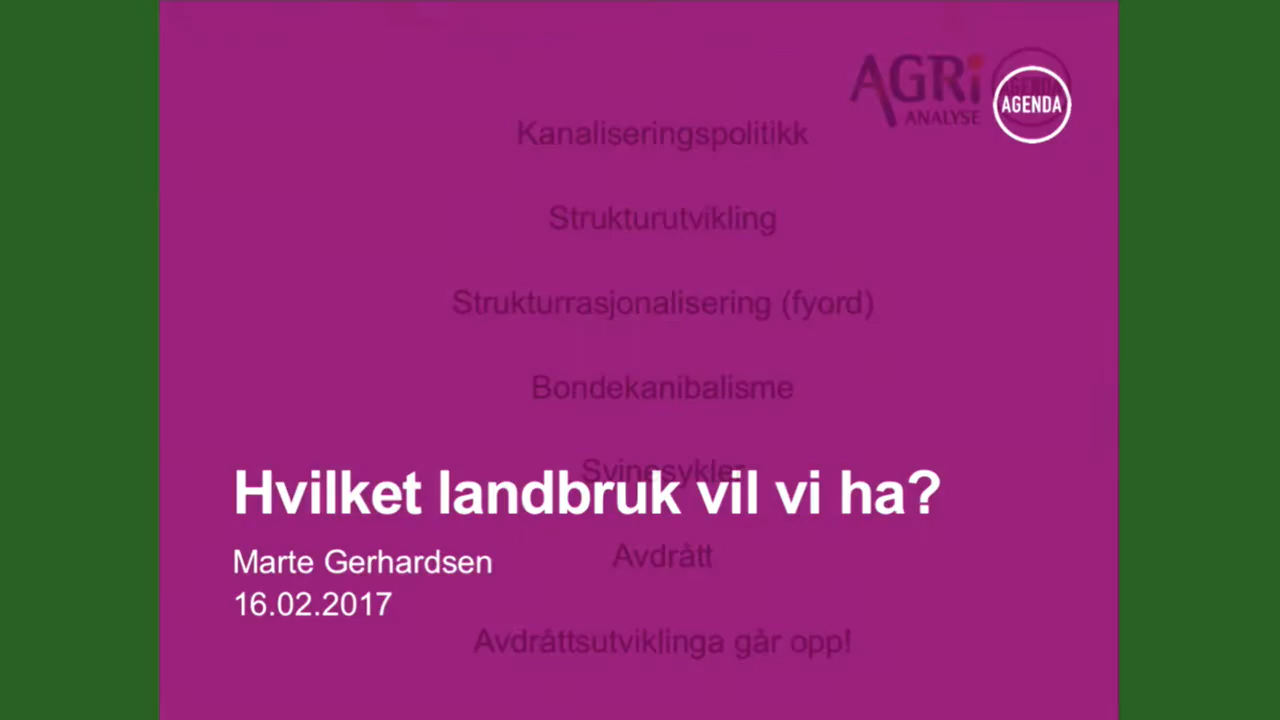 AGRi
ANALYSE
AGENDA
Kanaliseringspolitikk
Strukturutvikling
Strukturrasjonalisering (fyord)
Bondekanibalisme
Hvilket landbruk vil vi ha?
Marte Gerhardsen
Avdrått
16.02.2017
Avdråttsutviklinga går opp!